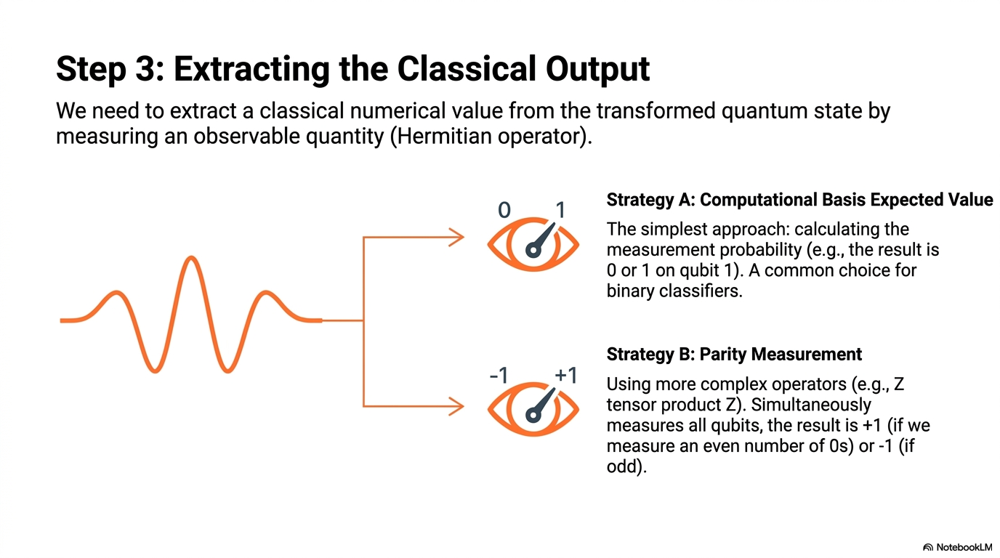 Step 3: Extracting the Classical Output
We need to extract a classical numerical value from the transformed quantum state by
measuring an observable quantity (Hermitian operator).
0 1
Strategy A: Computational Basis Expected Value
The simplest approach: calculating the
measurement probability (e.g., the result is
0 or 1 on qubit 1). A common choice for
binary classifiers.
-1 +1
Strategy B: Parity Measurement
Using more complex operators (e.g., Z
tensor product Z). Simultaneously
measures all qubits, the result is +1 (if we
measure an even number of 0s) or -1 (if
odd).
NotebookLM